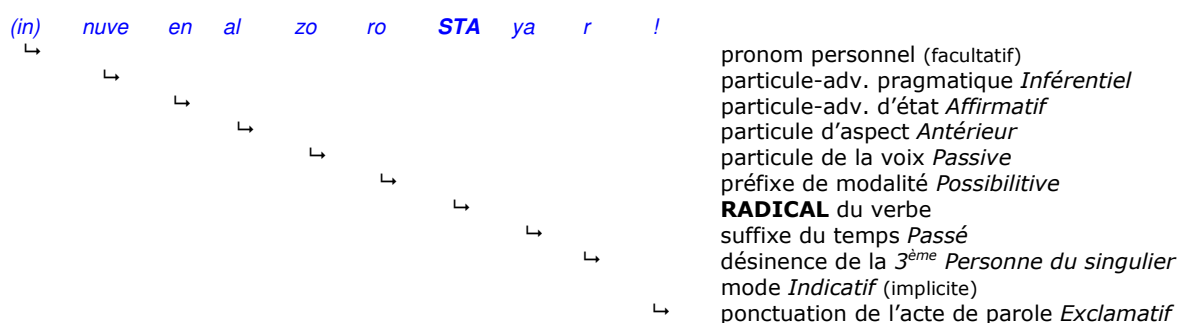 (in) nuve en al zo ro STA ya r !
↳ pronom personnel (facultatif)
↳ particule-adv. pragmatique Inférentiel
↳ particule-adv. d'état Affirmatif
↳ particule d'aspect Antérieur
↳ particule de la voix Passive
↳ préfixe de modalité Possibilitive
↳ RADICAL du verbe
↳ suffixe du temps Passé
↳ désinence de la 3ème Personne du singulier
mode Indicatif (implicite)
↳ ponctuation de l'acte de parole Exclamatif